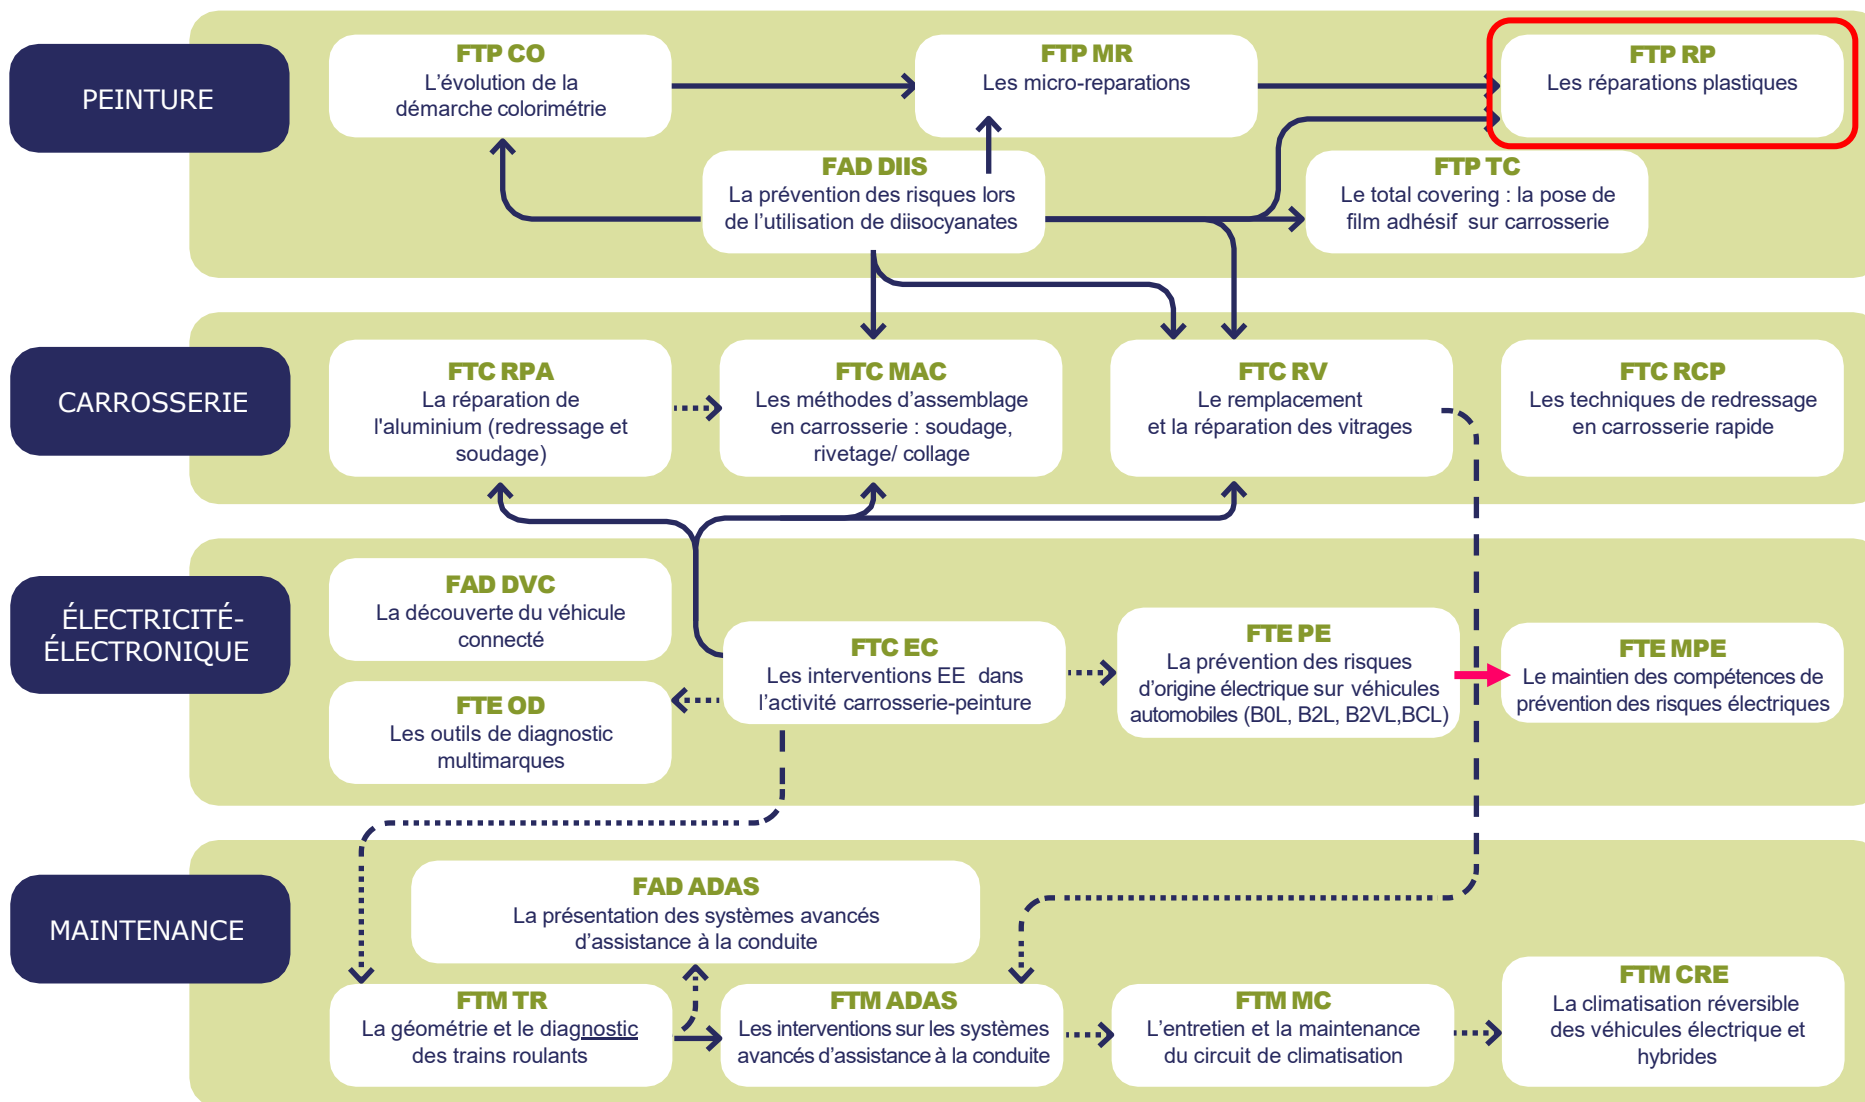 PEINTURE
FTP CO
L'évolution de la
démarche colorimétrie
FTP MR
Les micro-reparations
FTP RP
Les réparations plastiques
FAD DIIS
La prévention des risques lors
de l'utilisation de diisocyanates
FTP TC
Le total covering : la pose de
film adhésif sur carrosserie
CARROSSERIE
FTC RPA
La réparation de
l'aluminium (redressage et
soudage)
FTC MAC
Les méthodes d'assemblage
en carrosserie : soudage,
rivetage/ collage
FTC RV
Le remplacement
et la réparation des vitrages
FTC RCP
Les techniques de redressage
en carrosserie rapide
ÉLECTRICITÉ-
ÉLECTRONIQUE
FAD DVC
La découverte du véhicule
connecté
FTE OD
Les outils de diagnostic
multimarques
FTC EC
Les interventions EE dans
l'activité carrosserie-peinture
FTE PE
La prévention des risques
d'origine électrique sur véhicules
automobiles (B0L, B2L, B2VL,BCL)
FTE MPE
Le maintien des compétences de
prévention des risques électriques
MAINTENANCE
FAD ADAS
La présentation des systèmes avancés
d'assistance à la conduite
FTM TR
La géométrie et le diagnostic
des trains roulants
FTM ADAS
Les interventions sur les systèmes
avancés d'assistance à la conduite
FTM MC
L'entretien et la maintenance
du circuit de climatisation
FTM CRE
La climatisation réversible
des véhicules électrique et
hybrides